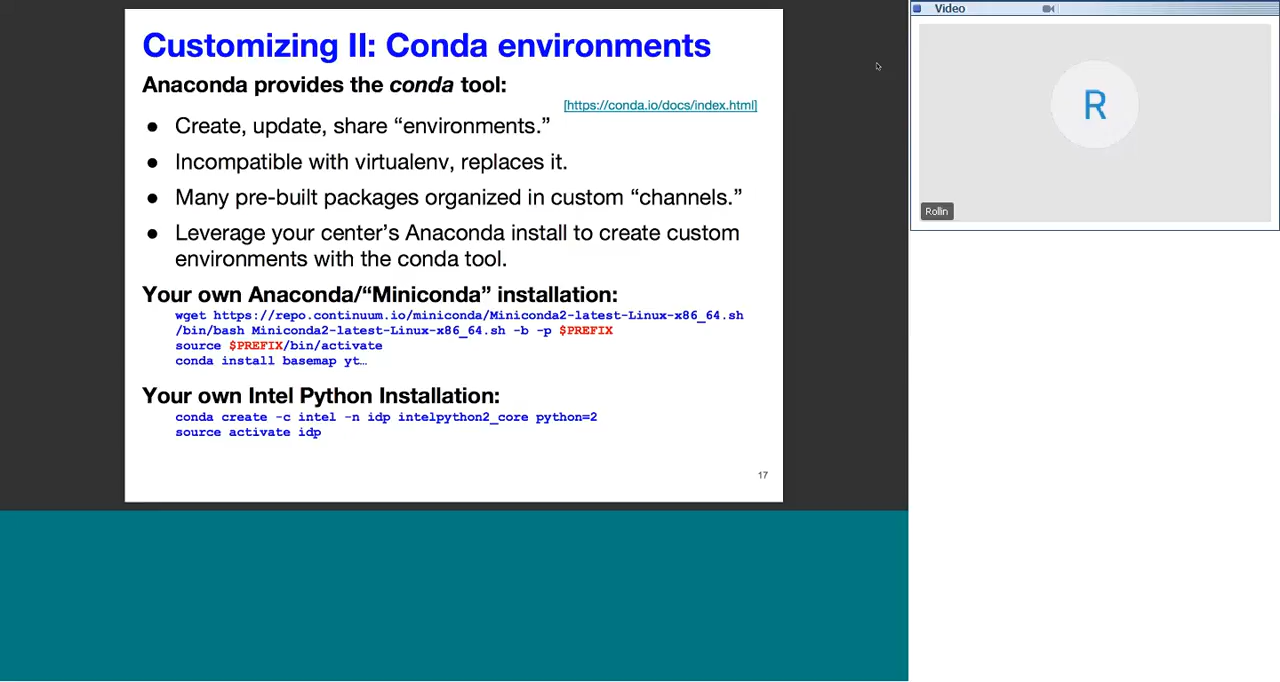 Customizing II: Conda environments
Anaconda provides the conda tool:
[https://conda.io/docs/index.html]
● Create, update, share “environments.”
● Incompatible with virtualenv, replaces it.
● Many pre-built packages organized in custom “channels.”
● Leverage your center’s Anaconda install to create custom
environments with the conda tool.
Your own Anaconda/“Miniconda” installation:
wget https://repo.continuum.io/miniconda/Miniconda2-latest-Linux-x86_64.sh
/bin/bash Miniconda2-latest-Linux-x86_64.sh -b -p $PREFIX
source $PREFIX/bin/activate
conda install basemap yt…
Your own Intel Python Installation:
conda create -c intel -n idp intelpython2_core python=2
source activate idp
17
Video
R
Rollin